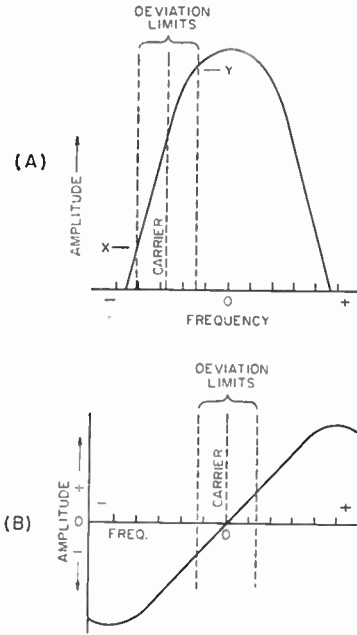 DEVIATION
LIMITS
Y
(A)
AMPLITUDE
X
CARRIER
- 0 +
FREQUENCY
DEVIATION
LIMITS
(B)
AMPLITUDE
+
0
-
CARRIER
- +
FREQ. 0